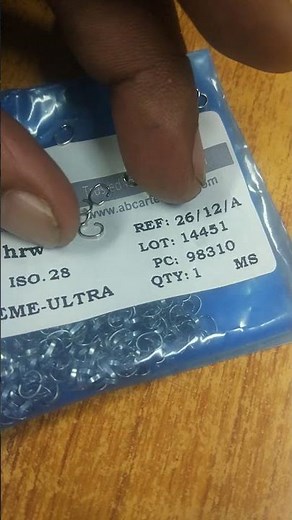 www.abcarte
REF: 26/12/A
hrw LOT: 14451
ISO.28 PC: 98310
EME-ULTRA QTY: 1 MS